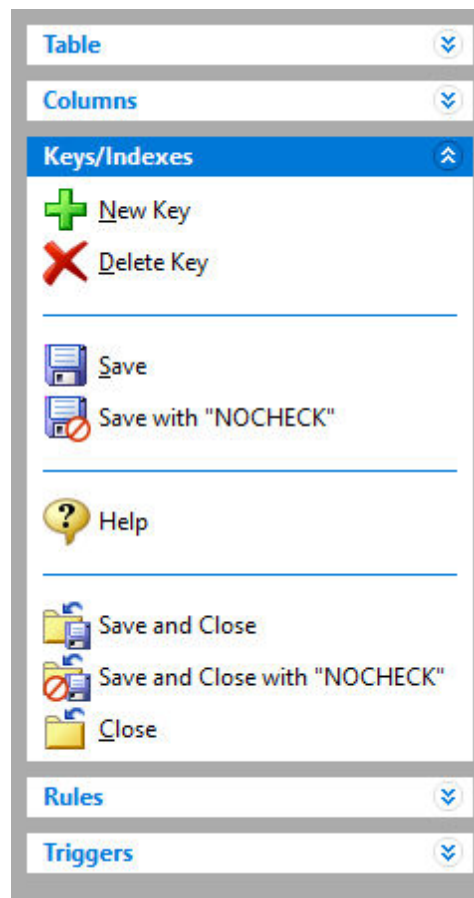 Table
Columns
Keys/Indexes
New Key
Delete Key
Save
Save with "NOCHECK"
Help
Save and Close
Save and Close with "NOCHECK"
Close
Rules
Triggers